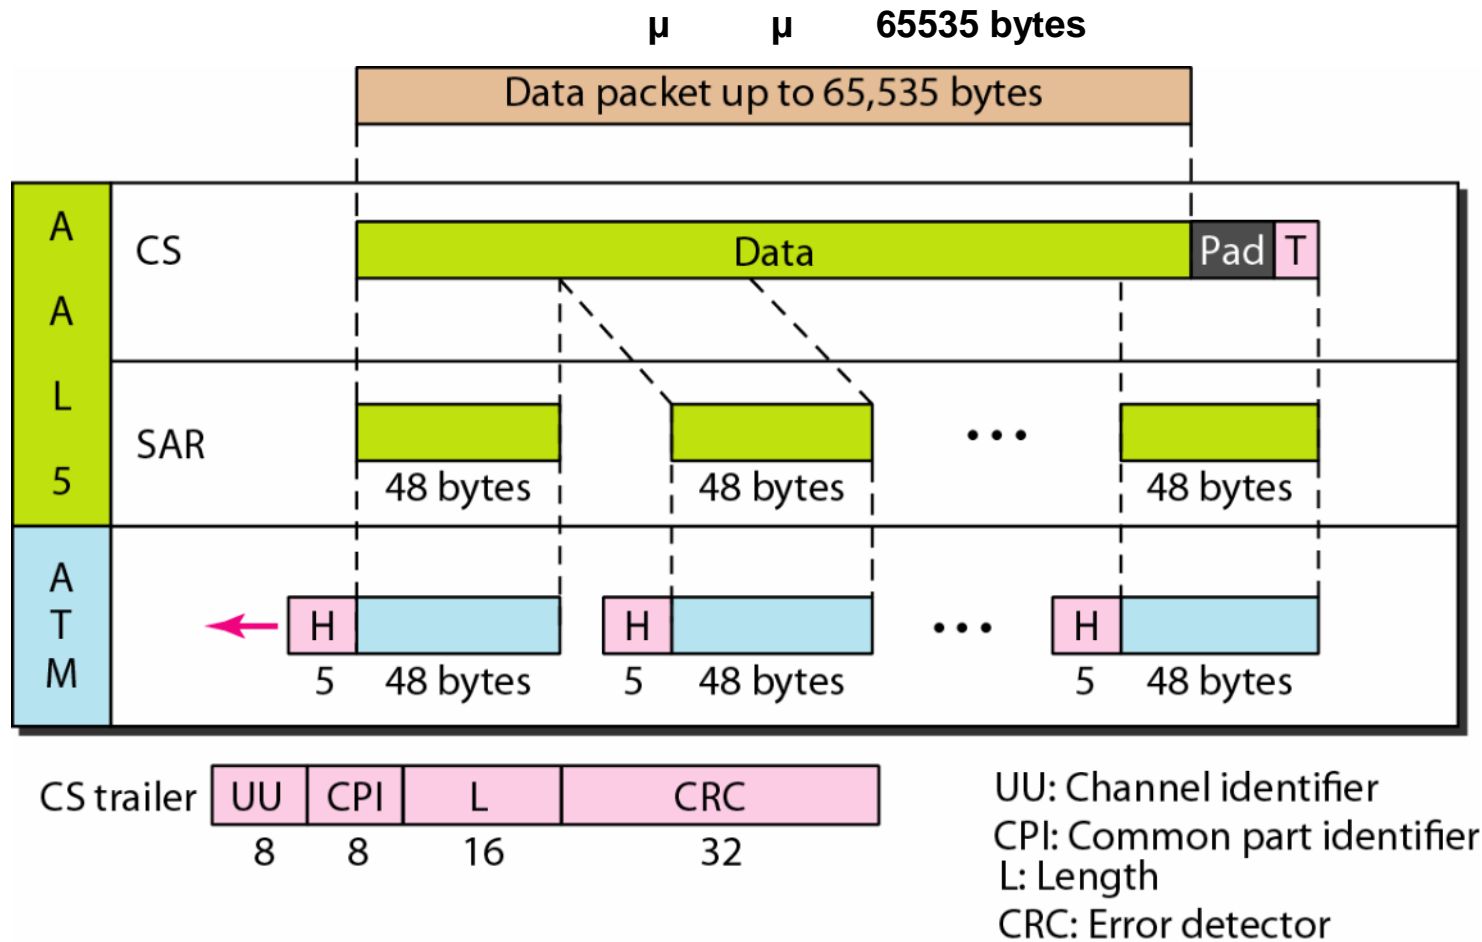 µ µ 65535 bytes
Data packet up to 65,535 bytes
A
A
L
5
CS
Data
Pad
T
SAR
•••
48 bytes 48 bytes 48 bytes
A
T
M
H H ••• H
5 48 bytes 5 48 bytes 5 48 bytes
CS trailer UU CPI L CRC
8 8 16 32
UU: Channel identifier
CPI: Common part identifier
L: Length
CRC: Error detector